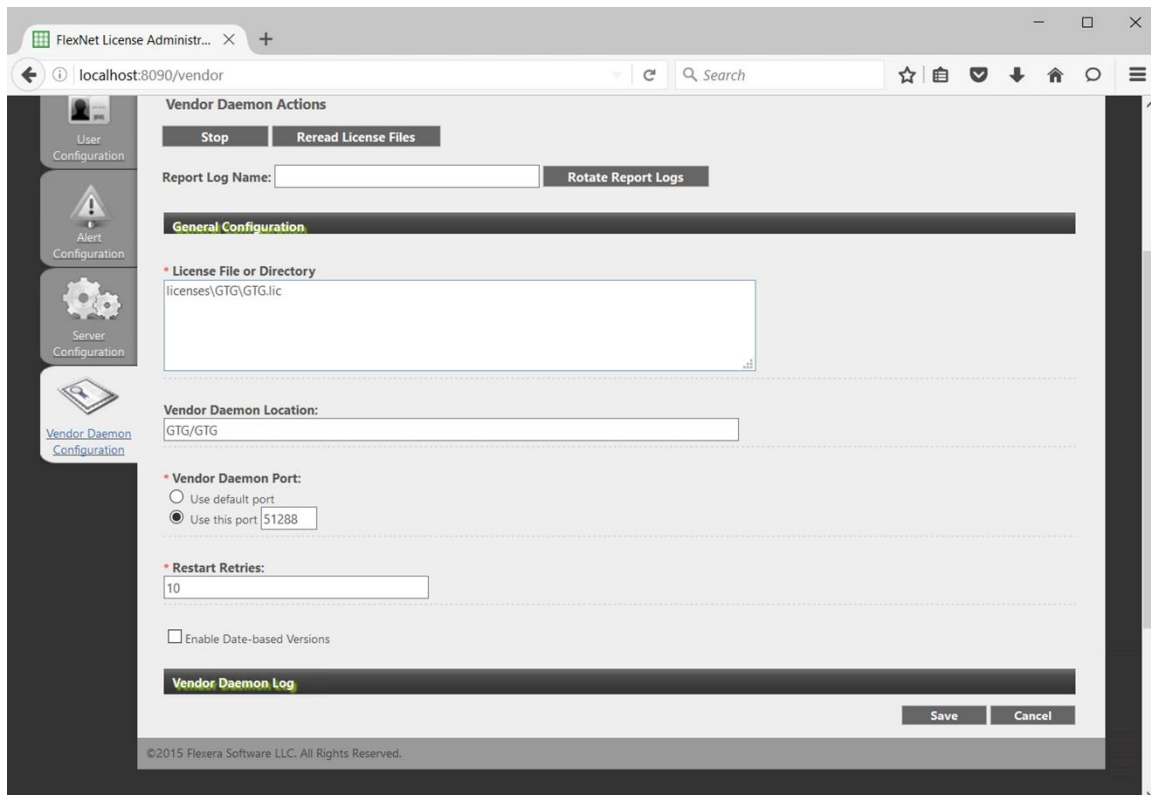 FlexNet License Administr...
localhost:8090/vendor
Search
User
Configuration
Alert
Configuration
Server
Configuration
Vendor Daemon
Configuration
Vendor Daemon Actions
Stop
Reread License Files
Report Log Name:
Rotate Report Logs
General Configuration
* License File or Directory
licenses\GTG\GTG.lic
Vendor Daemon Location:
GTG/GTG
* Vendor Daemon Port:
Use default port
Use this port 51288
* Restart Retries:
10
Enable Date-based Versions
Vendor Daemon Log
Save
Cancel
©2015 Flexera Software LLC. All Rights Reserved.